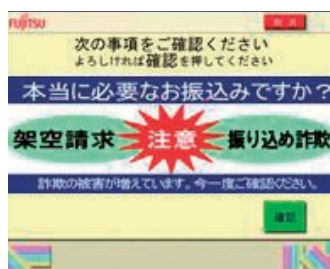 FUJITSU
取消
次の事項をご確認ください
よろしければ確認を押してください
本当に必要なお振込みですか?
架空請求 注意 振り込め詐欺
詐欺の被害が増えています。今一度ご確認ください。
確認